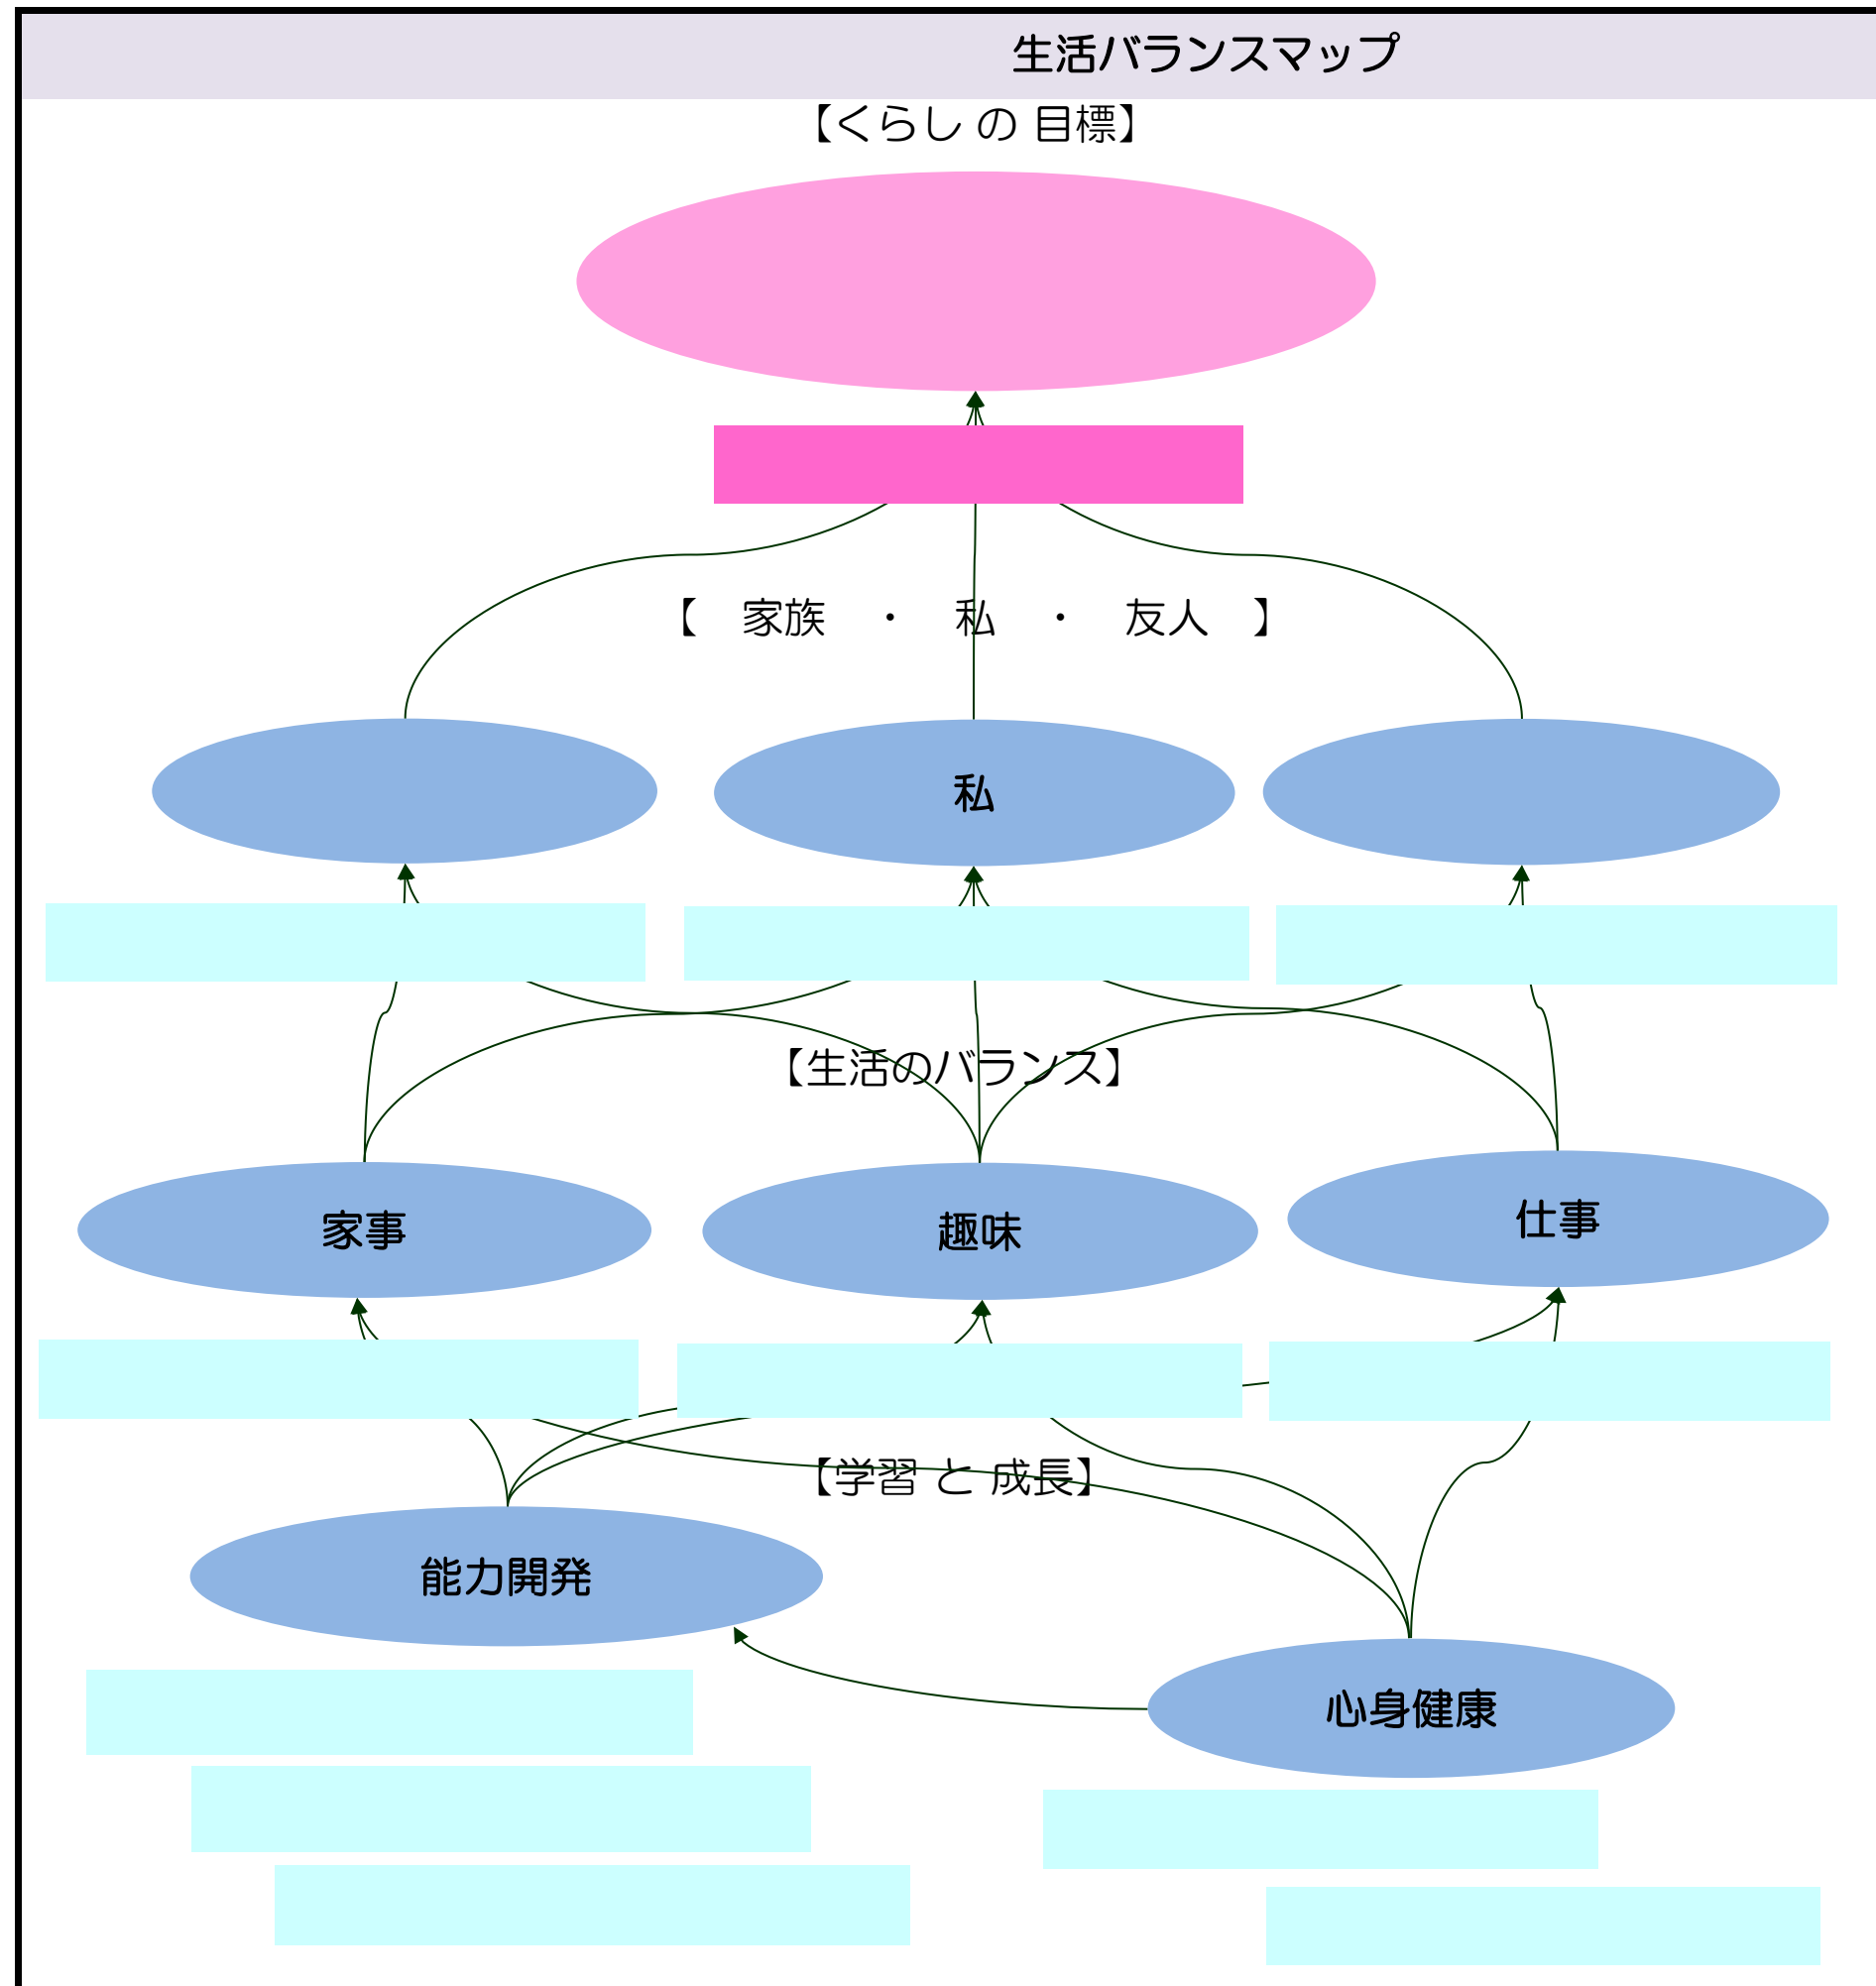 生活バランスマップ
【くらし の 目標】
【　家族　・　私　・　友人　】
私
【生活のバランス】
家事
趣味
仕事
【学習 と 成長】
能力開発
心身健康